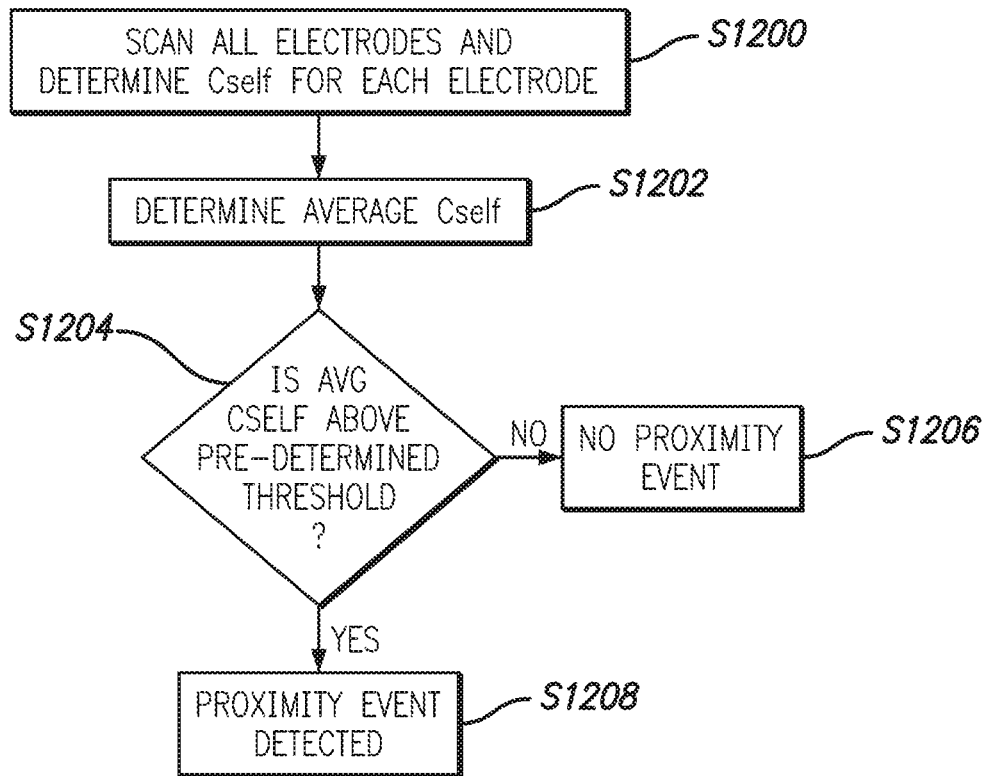 SCAN ALL ELECTRODES AND
DETERMINE Cself FOR EACH ELECTRODE
S1200
DETERMINE AVERAGE Cself
S1202
S1204
IS AVG
CSELF ABOVE
PRE-DETERMINED
THRESHOLD
?
NO
NO PROXIMITY
EVENT
S1206
YES
PROXIMITY EVENT
DETECTED
S1208